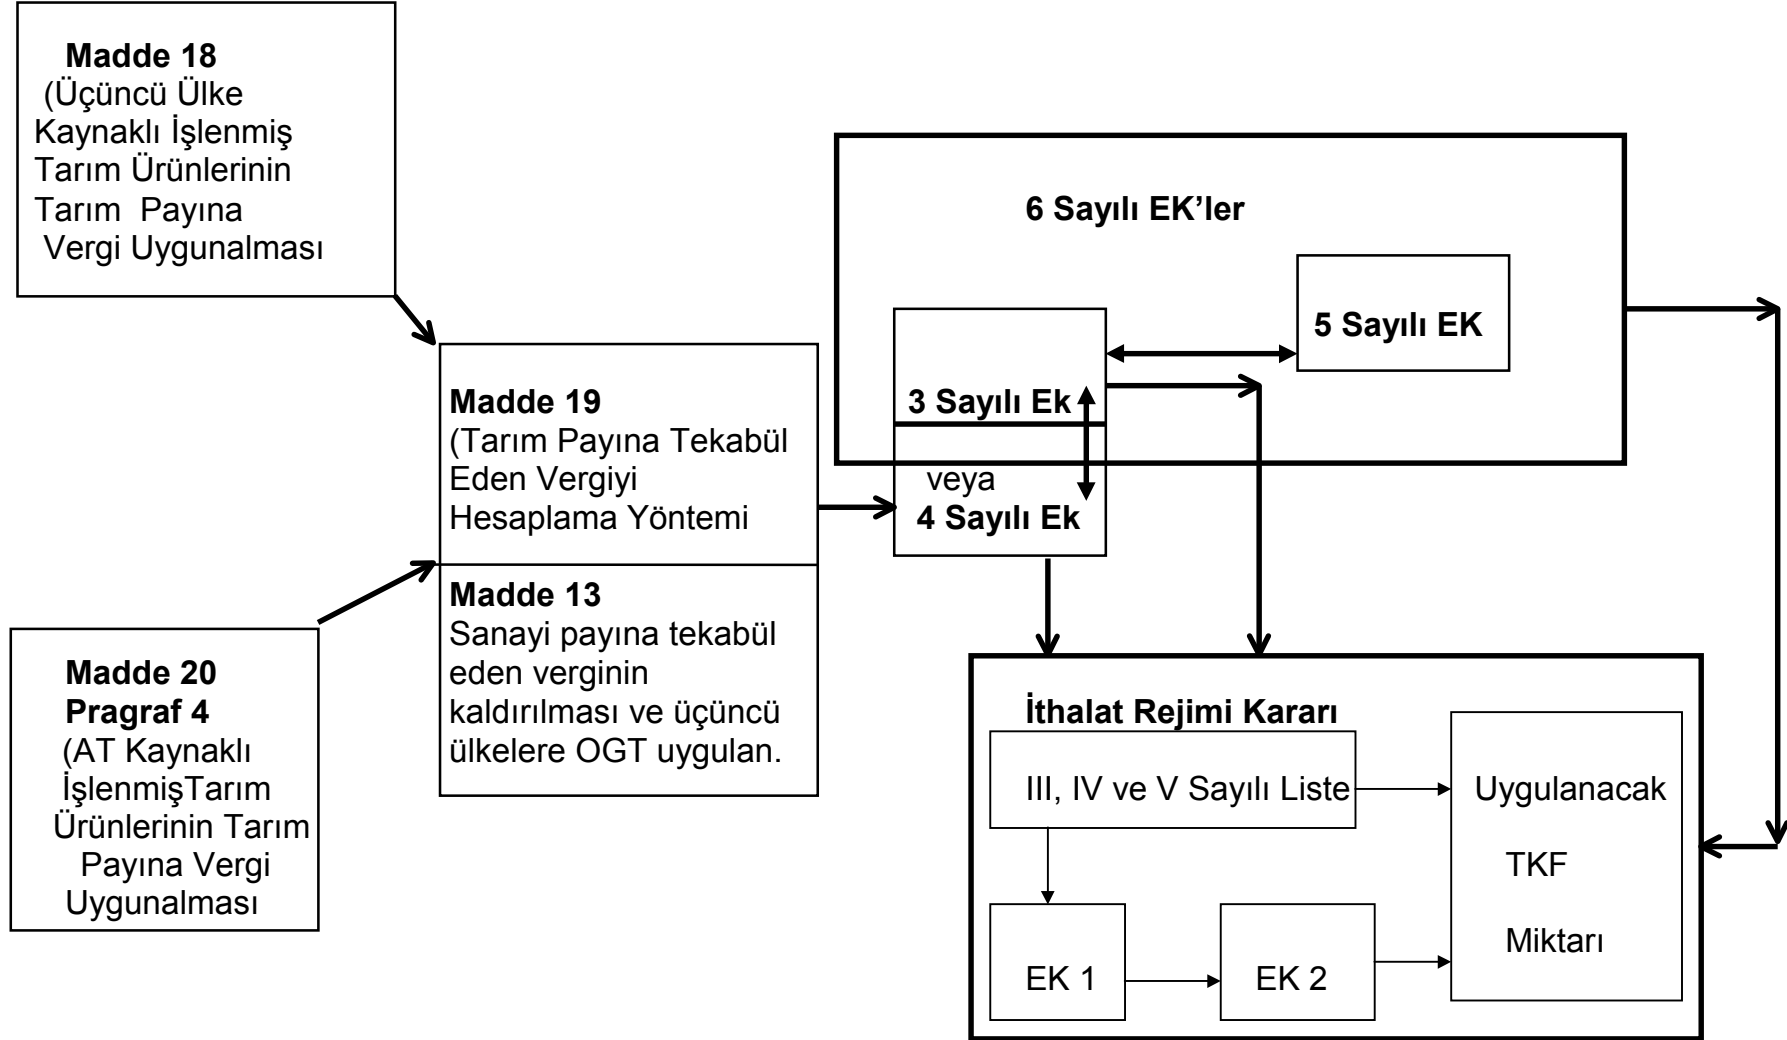 Madde 18
(Üçüncü Ülke
Kaynaklı İşlenmiş
Tarım Ürünlerinin
Tarım Payına
Vergi Uygunalması
Madde 20
Pragraf 4
(AT Kaynaklı
İşlenmişTarım
Ürünlerinin Tarım
Payına Vergi
Uygunalması
Madde 19
(Tarım Payına Tekabül
Eden Vergiyi
Hesaplama Yöntemi
Madde 13
Sanayi payına tekabül
eden verginin
kaldırılması ve üçüncü
ülkelere OGT uygulan.
6 Sayılı EK’ler
5 Sayılı EK
3 Sayılı Ek
veya
4 Sayılı Ek
İthalat Rejimi Kararı
III, IV ve V Sayılı Liste
EK 1
EK 2
Uygulanacak
TKF
Miktarı